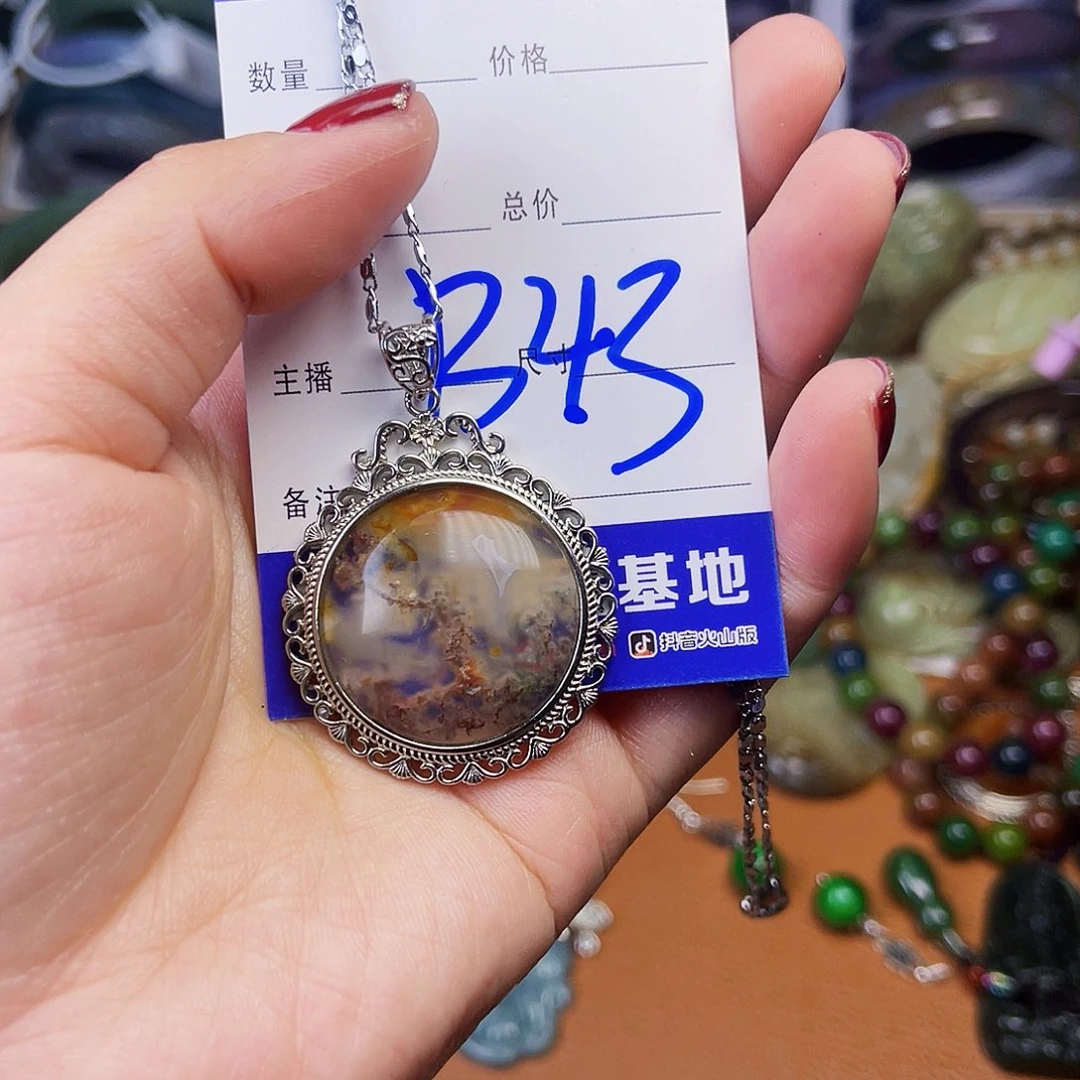 数量 价格
总价
B43
主播 尺寸
备注
基地
抖音火山版